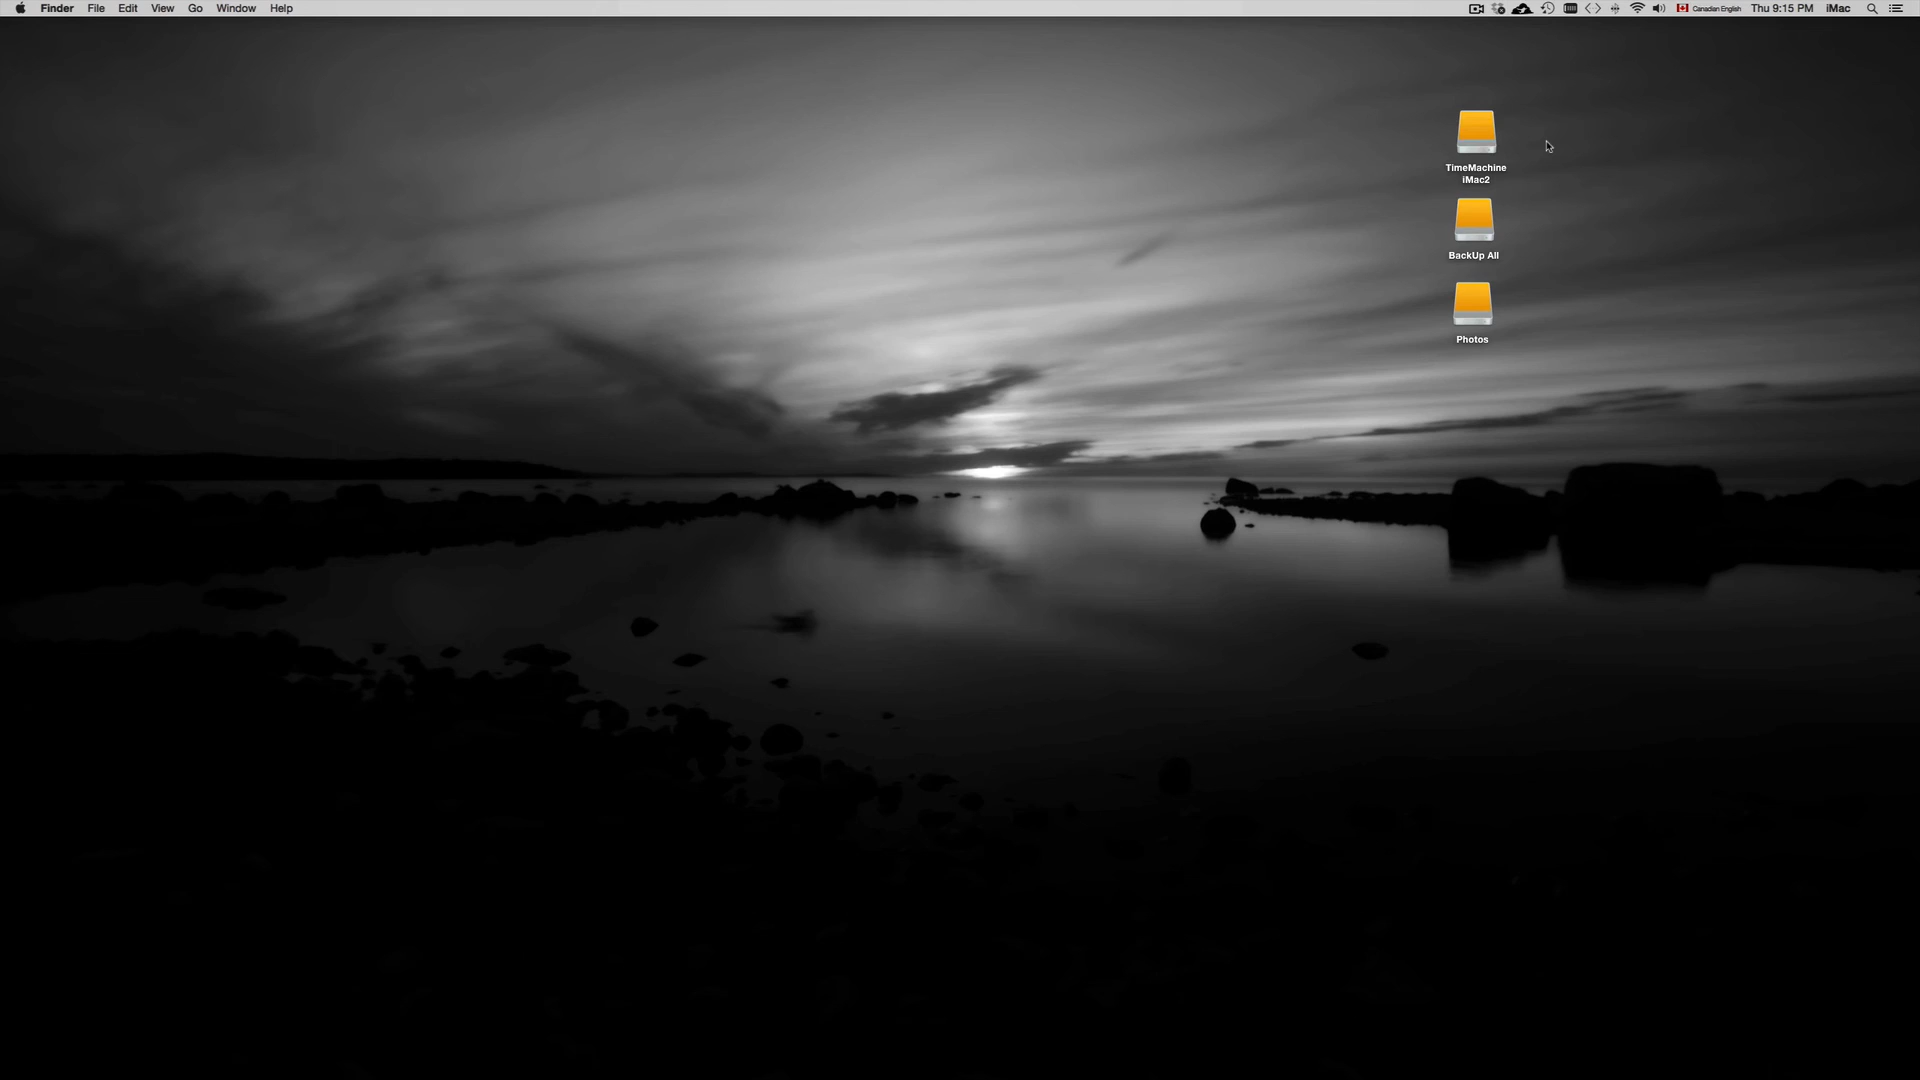 Finder File Edit View Go Window Help Canadian English Thu 9:15 PM iMac
TimeMachine
iMac2
BackUp All
Photos